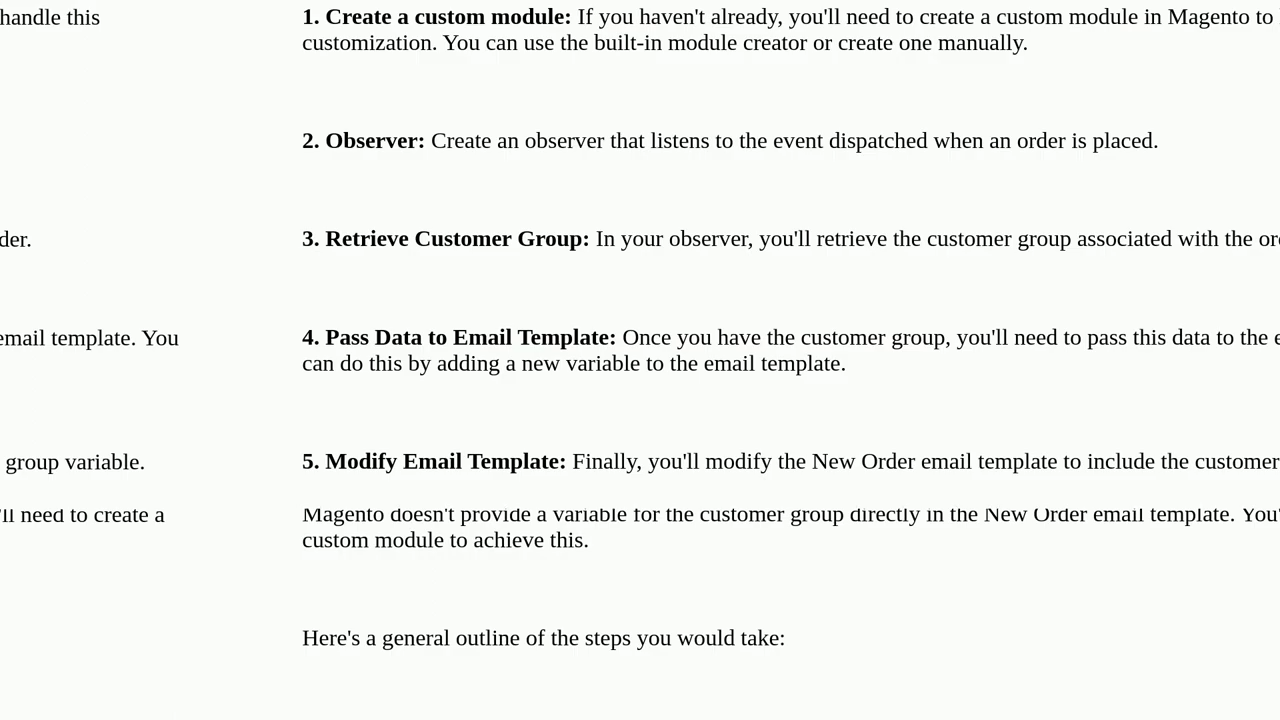 handle this
1. Create a custom module: If you haven't already, you'll need to create a custom module in Magento to
customization. You can use the built-in module creator or create one manually.
2. Observer: Create an observer that listens to the event dispatched when an order is placed.
der.
3. Retrieve Customer Group: In your observer, you'll retrieve the customer group associated with the or
email template. You
4. Pass Data to Email Template: Once you have the customer group, you'll need to pass this data to the
can do this by adding a new variable to the email template.
group variable.
5. Modify Email Template: Finally, you'll modify the New Order email template to include the customer
'll need to create a
Magento doesn't provide a variable for the customer group directly in the New Order email template. You'
custom module to achieve this.
Here's a general outline of the steps you would take: